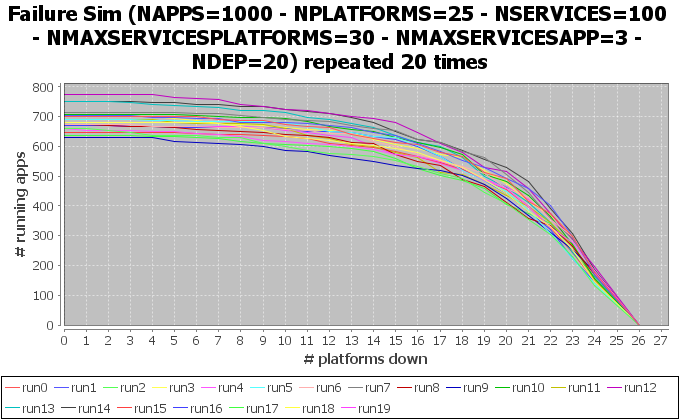 Failure Sim (NAPPS=1000 - NPLATFORMS=25 - NSERVICES=100
- NMAXSERVICESPLATFORMS=30 - NMAXSERVICESAPP=3 -
NDEP=20) repeated 20 times
# running apps
800
700
600
500
400
300
200
100
0
0 1 2 3 4 5 6 7 8 9 10 11 12 13 14 15 16 17 18 19 20 21 22 23 24 25 26 27
# platforms down
run0 run1 run2 run3 run4 run5 run6 run7 run8 run9 run10 run11 run12
run13 run14 run15 run16 run17 run18 run19